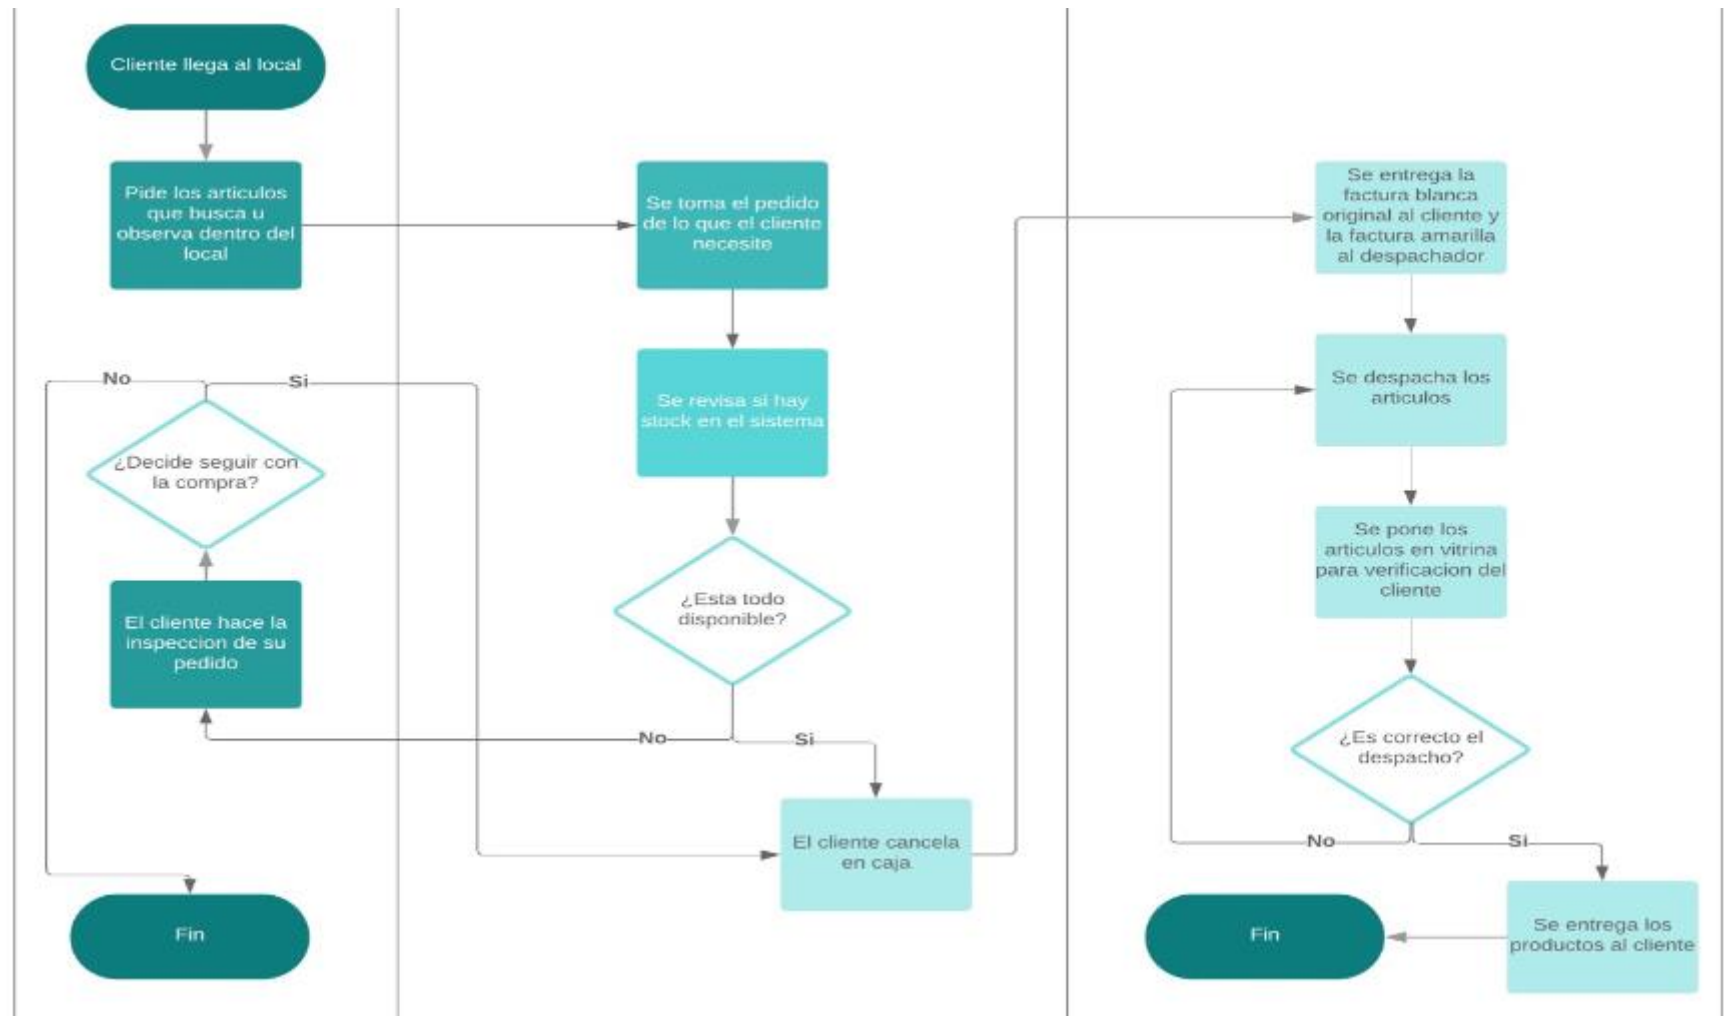 Cliente llega al local
Pide los articulos
que busca u
observa dentro del
local
No
Si
¿Decide seguir con
la compra?
El cliente hace la
inspeccion de su
pedido
Fin
Se toma el pedido
de lo que el cliente
necesite
Se revisa si hay
stock en el sistema
¿Esta todo
disponible?
No
Si
El cliente cancela
en caja
Se entrega la
factura blanca
original al cliente y
la factura amarilla
al despachador
Se despacha los
articulos
Se pone los
articulos en vitrina
para verificacion del
cliente
¿Es correcto el
despacho?
No
Si
Se entrega los
productos al cliente
Fin